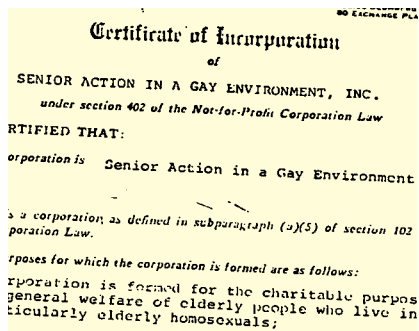 80 EXCHANGE PLA
Certificate of Incorporation
of
SENIOR ACTION IN A GAY ENVIRONMENT, INC.
under section 402 of the Not-for-Profit Corporation Law
RTIFIED THAT:
orporation is Senior Action in a Gay Environment
s a corporation as defined in subparagraph (a)(5) of section 102
poration Law.
rposes for which the corporation is formed are as follows:
rporation is formed for the charitable purpos
general welfare of elderly people who live in
ticularly elderly homosexuals;